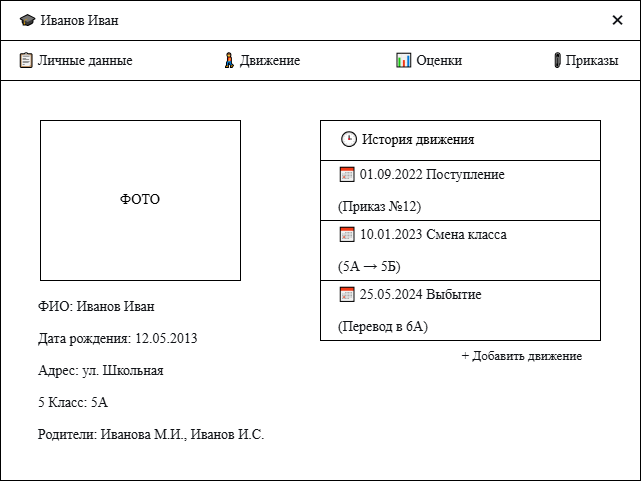 Иванов Иван
Личные данные
Движение
Оценки
Приказы
ФОТО
ФИО: Иванов Иван
Дата рождения: 12.05.2013
Адрес: ул. Школьная
5 Класс: 5А
Родители: Иванова М.И., Иванов И.С.
История движения
01.09.2022 Поступление
(Приказ №12)
10.01.2023 Смена класса
(5А → 5Б)
25.05.2024 Выбытие
(Перевод в 6А)
+ Добавить движение